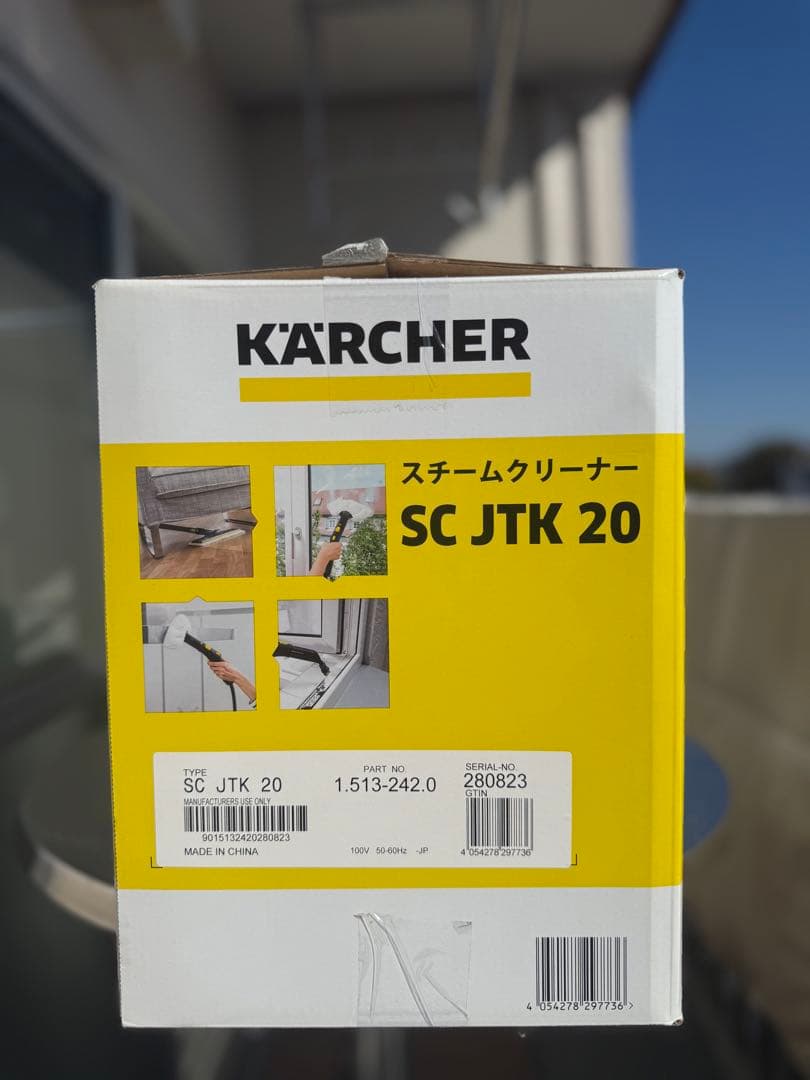 KÄRCHER
スチームクリーナー
SC JTK 20
TYPE
SC JTK 20
PART NO.
1.513-242.0
SERIAL-NO.
280823
MANUFACTURERS USE ONLY
GTIN
9015132420280823
MADE IN CHINA
100V 50-60Hz -JP
4 054278 297736
4 054278 297736 >